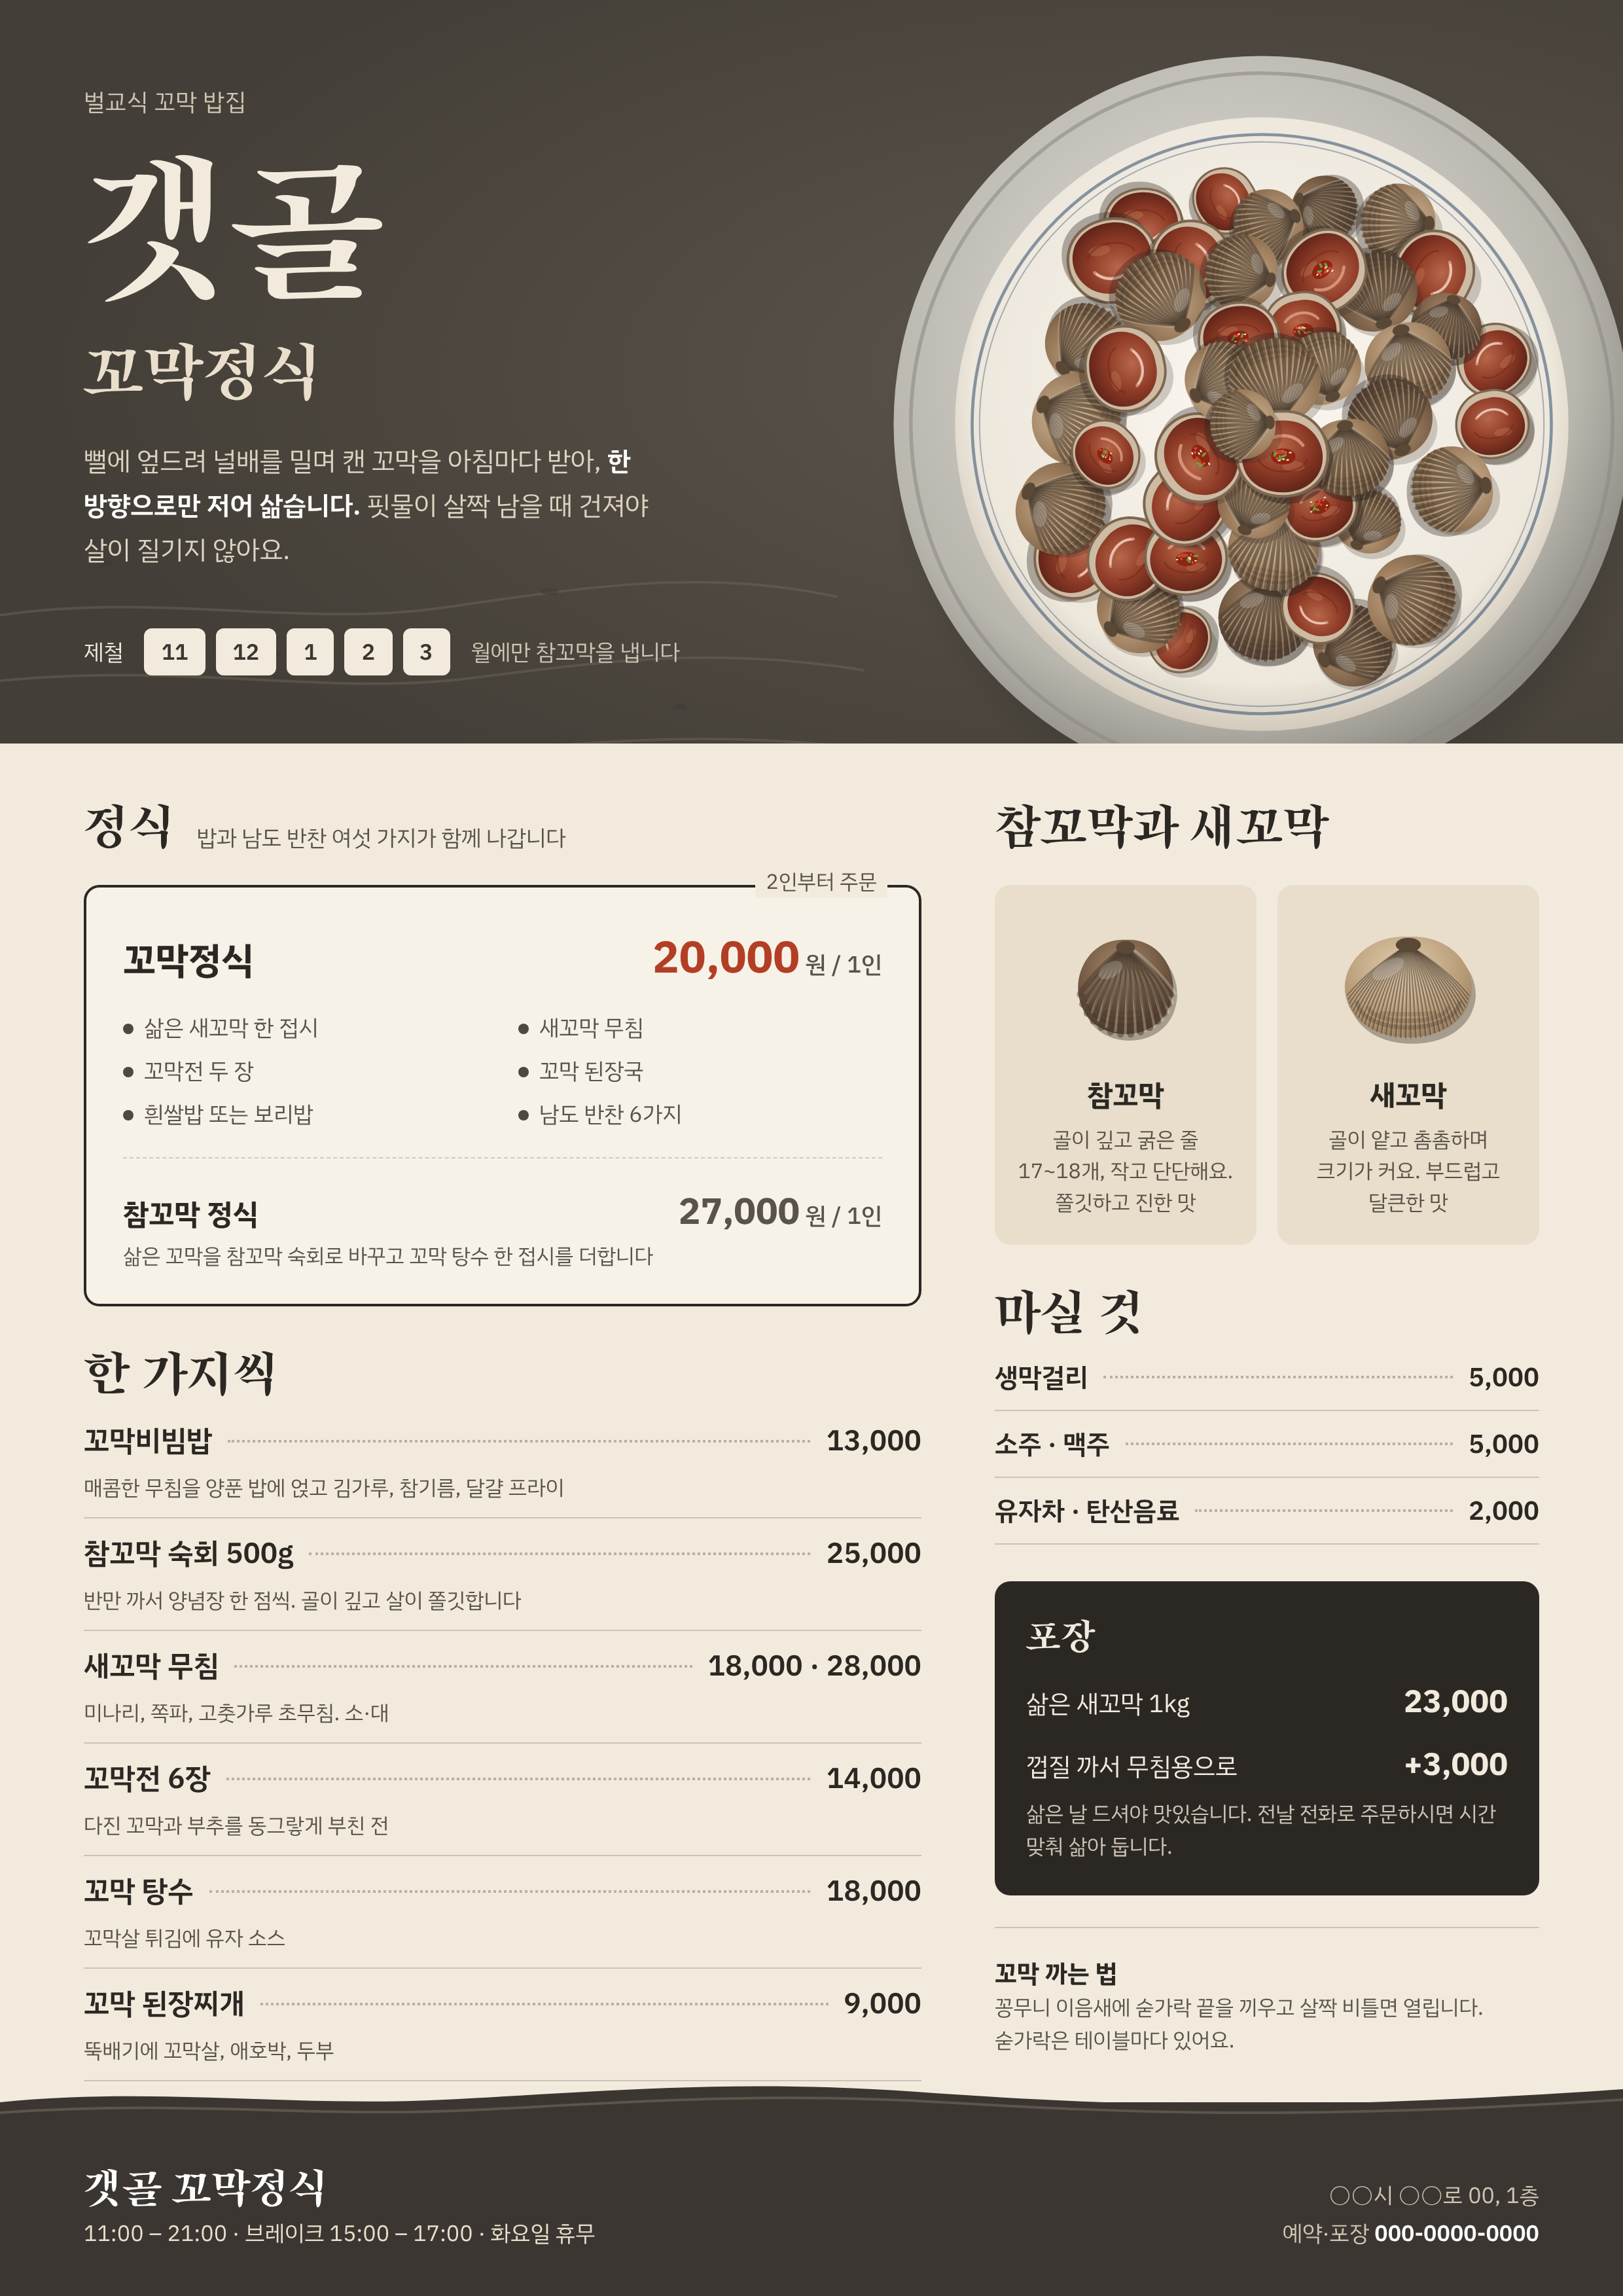 벌교식 꼬막 밥집
갯골
꼬막정식
뻘에 엎드려 널배를 밀며 캔 꼬막을 아침마다 받아, 한
방향으로만 저어 삶습니다. 핏물이 살짝 남을 때 건져야
살이 질기지 않아요.
제철 11 12 1 2 3 월에만 참꼬막을 냅니다
정식 밥과 남도 반찬 여섯 가지가 함께 나갑니다
2인부터 주문
꼬막정식 20,000 원 / 1인
삶은 새꼬막 한 접시
새꼬막 무침
꼬막전 두 장
꼬막 된장국
흰쌀밥 또는 보리밥
남도 반찬 6가지
참꼬막 정식 27,000 원 / 1인
삶은 꼬막을 참꼬막 숙회로 바꾸고 꼬막 탕수 한 접시를 더합니다
한 가지씩
꼬막비빔밥 13,000
매콤한 무침을 양푼 밥에 얹고 김가루, 참기름, 달걀 프라이
참꼬막 숙회 500g 25,000
반만 까서 양념장 한 점씩. 골이 깊고 살이 쫄깃합니다
새꼬막 무침 18,000 · 28,000
미나리, 쪽파, 고춧가루 초무침. 소·대
꼬막전 6장 14,000
다진 꼬막과 부추를 동그랗게 부친 전
꼬막 탕수 18,000
꼬막살 튀김에 유자 소스
꼬막 된장찌개 9,000
뚝배기에 꼬막살, 애호박, 두부
참꼬막과 새꼬막
참꼬막
골이 깊고 굵은 줄
17~18개, 작고 단단해요.
쫄깃하고 진한 맛
새꼬막
골이 얕고 촘촘하며
크기가 커요. 부드럽고
달큰한 맛
마실 것
생막걸리 5,000
소주 · 맥주 5,000
유자차 · 탄산음료 2,000
포장
삶은 새꼬막 1kg 23,000
껍질 까서 무침용으로 +3,000
삶은 날 드셔야 맛있습니다. 전날 전화로 주문하시면 시간
맞춰 삶아 둡니다.
꼬막 까는 법
꽁무니 이음새에 숟가락 끝을 끼우고 살짝 비틀면 열립니다.
숟가락은 테이블마다 있어요.
갯골 꼬막정식
11:00 – 21:00 · 브레이크 15:00 – 17:00 · 화요일 휴무
○○시 ○○로 00, 1층
예약·포장 000-0000-0000